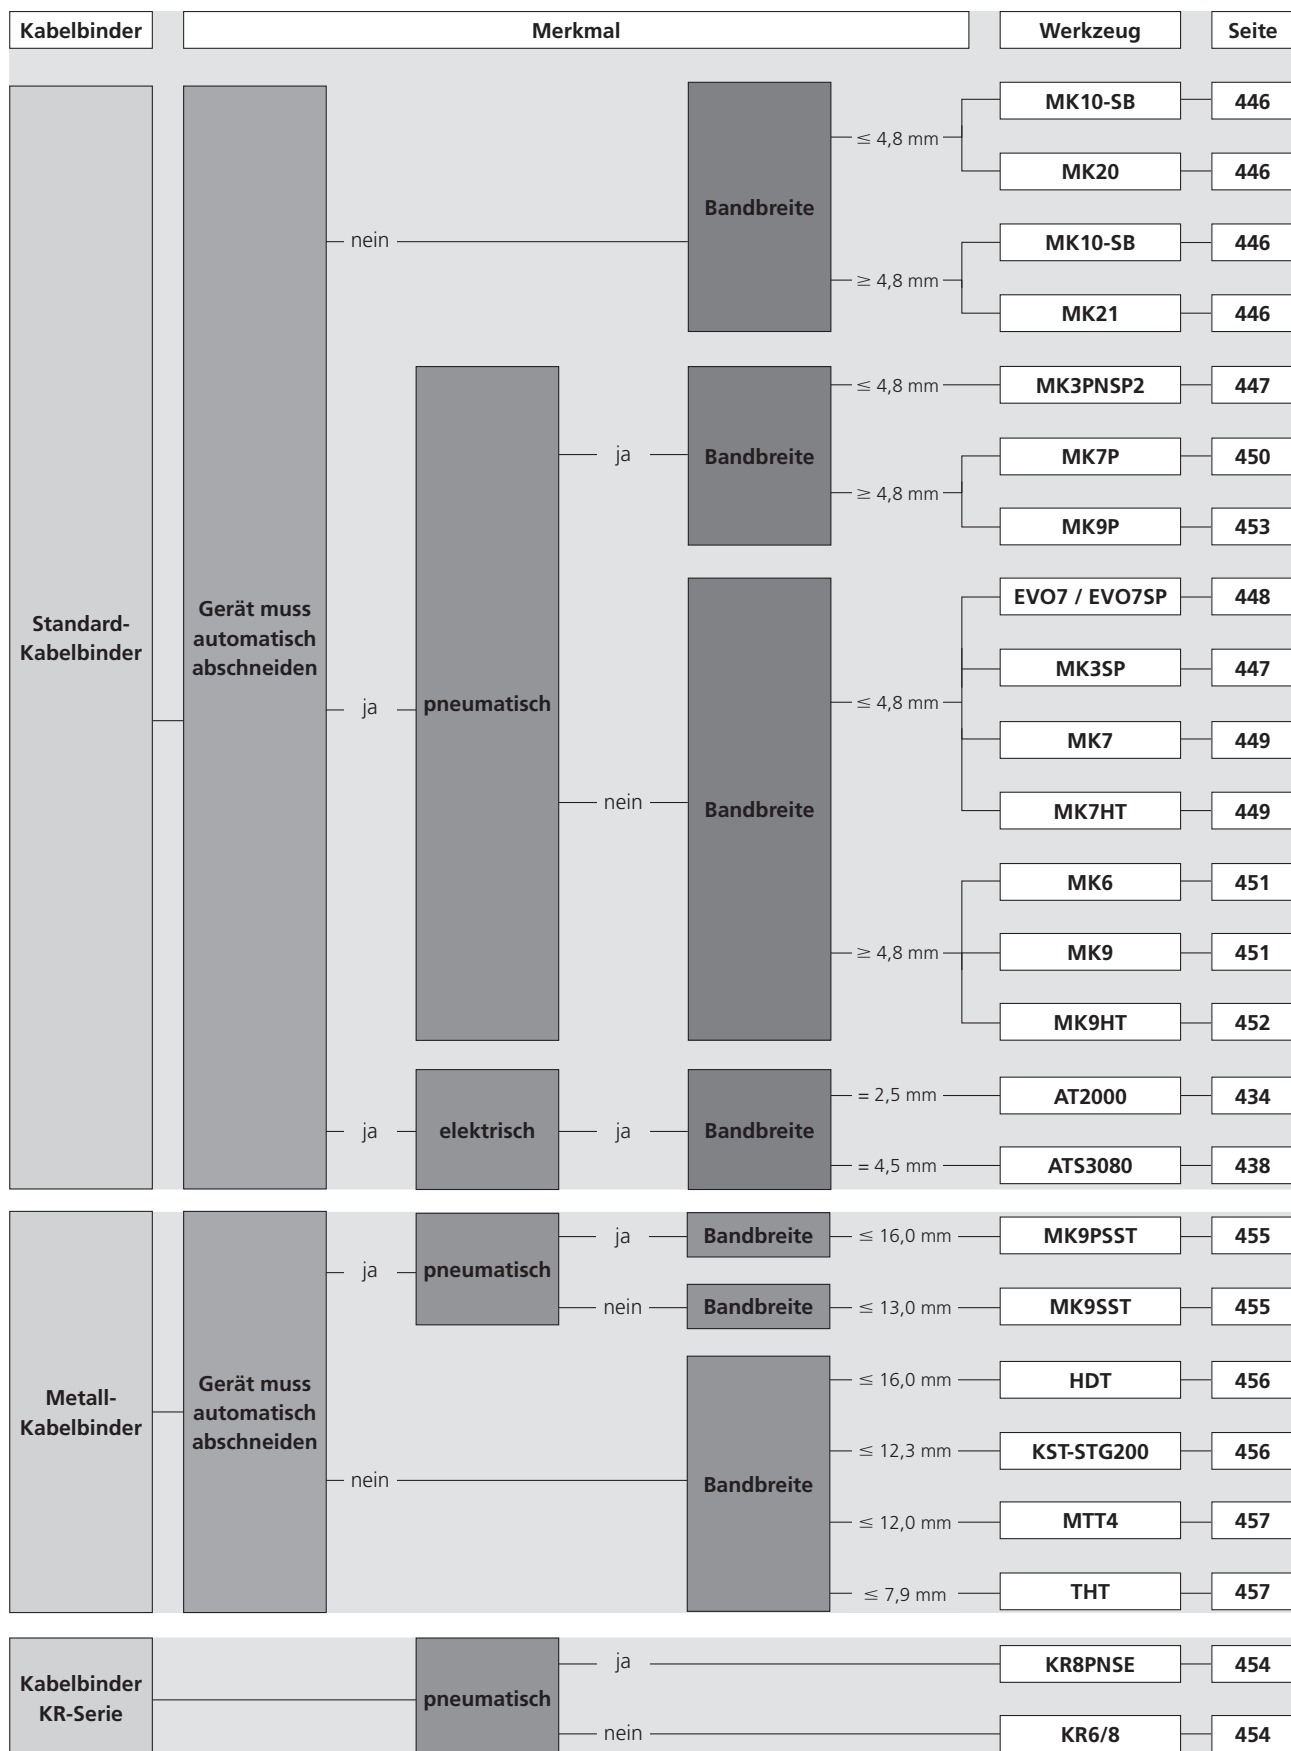 Kabelbinder Merkmal Werkzeug Seite
MK10-SB 446
≤ 4,8 mm
MK20 446
Bandbreite
nein
MK10-SB 446
≥ 4,8 mm
MK21 446
≤ 4,8 mm MK3PNSP2 447
ja Bandbreite MK7P 450
≥ 4,8 mm
MK9P 453
EVO7 / EVO7SP 448
Standard-
Kabelbinder
Gerät muss
automatisch
abschneiden
MK3SP 447
ja pneumatisch ≤ 4,8 mm
MK7 449
nein Bandbreite
MK7HT 449
MK6 451
≥ 4,8 mm MK9 451
MK9HT 452
= 2,5 mm AT2000 434
ja elektrisch ja Bandbreite
= 4,5 mm ATS3080 438
ja Bandbreite ≤ 16,0 mm MK9PSST 455
ja pneumatisch
nein Bandbreite ≤ 13,0 mm MK9SST 455
≤ 16,0 mm HDT 456
Metall-
Kabelbinder
Gerät muss
automatisch
abschneiden
≤ 12,3 mm KST-STG200 456
nein Bandbreite
≤ 12,0 mm MTT4 457
≤ 7,9 mm THT 457
ja KR8PNSE 454
Kabelbinder
KR-Serie
pneumatisch
nein KR6/8 454